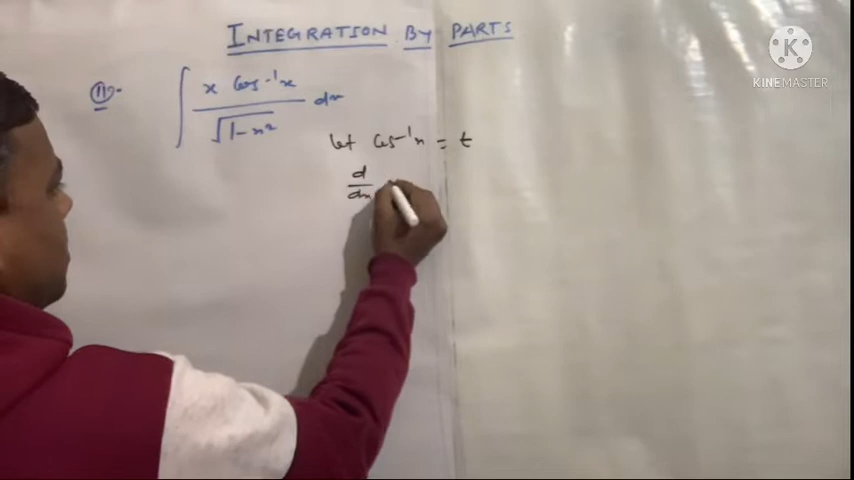 INTEGRATION BY PARTS
11. ∫ x cos⁻¹x / √1-x² dx
let cos⁻¹x = t
d/dx
K
KINEMASTER